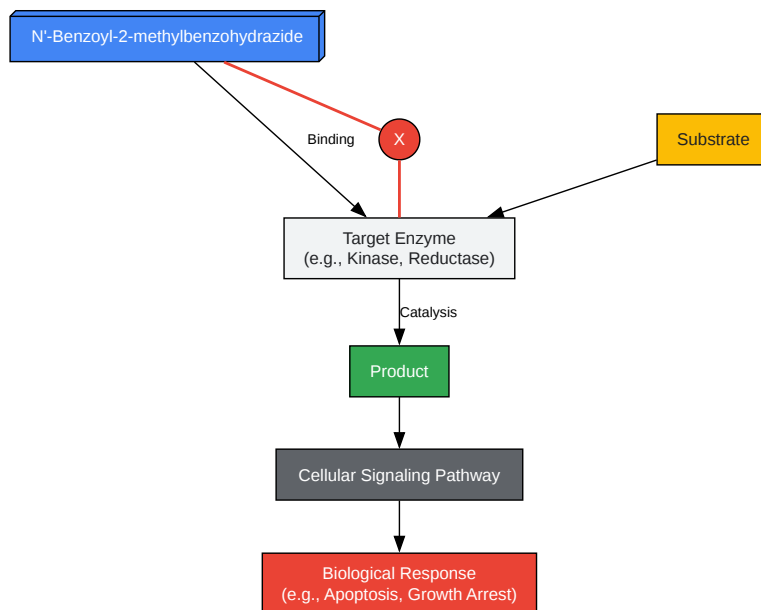 N'-Benzoyl-2-methylbenzohydrazide
Binding
X
Substrate
Target Enzyme
(e.g., Kinase, Reductase)
Catalysis
Product
Cellular Signaling Pathway
Biological Response
(e.g., Apoptosis, Growth Arrest)